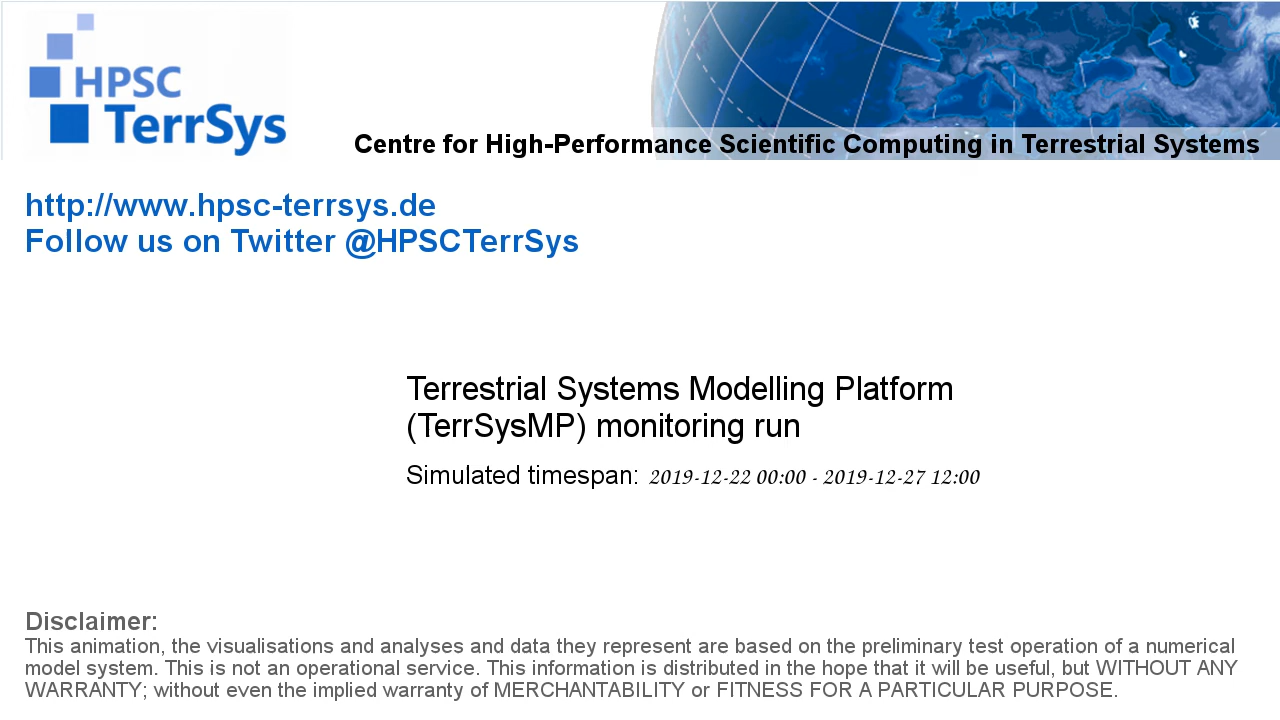 HPSC
TerrSys
Centre for High-Performance Scientific Computing in Terrestrial Systems
http://www.hpsc-terrsys.de
Follow us on Twitter @HPSCTerrSys
Terrestrial Systems Modelling Platform
(TerrSysMP) monitoring run
Simulated timespan: 2019-12-22 00:00 - 2019-12-27 12:00
Disclaimer:
This animation, the visualisations and analyses and data they represent are based on the preliminary test operation of a numerical
model system. This is not an operational service. This information is distributed in the hope that it will be useful, but WITHOUT ANY
WARRANTY; without even the implied warranty of MERCHANTABILITY or FITNESS FOR A PARTICULAR PURPOSE.